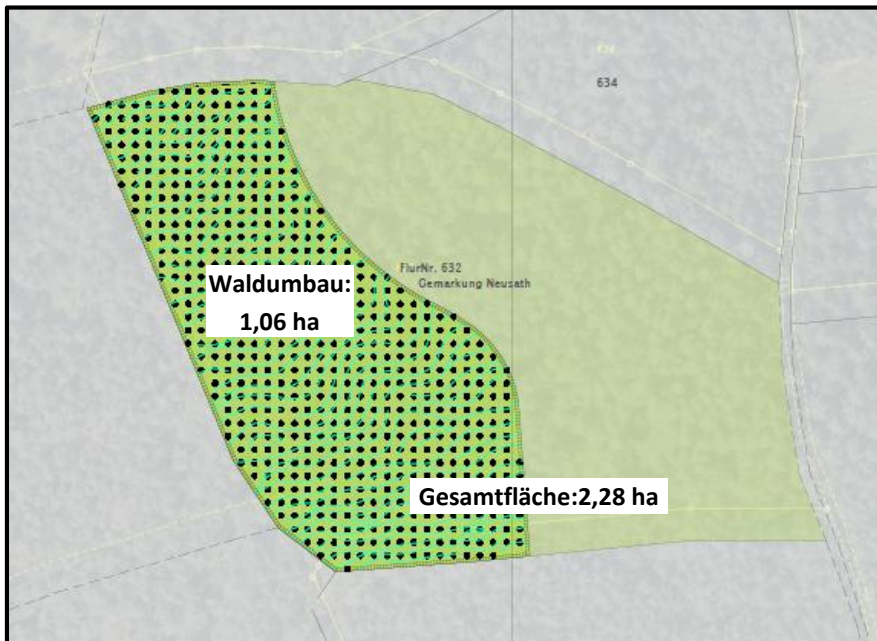 634
FlurNr. 632
Gemarkung Neusath
Waldumbau:
1,06 ha
Gesamtfläche:2,28 ha